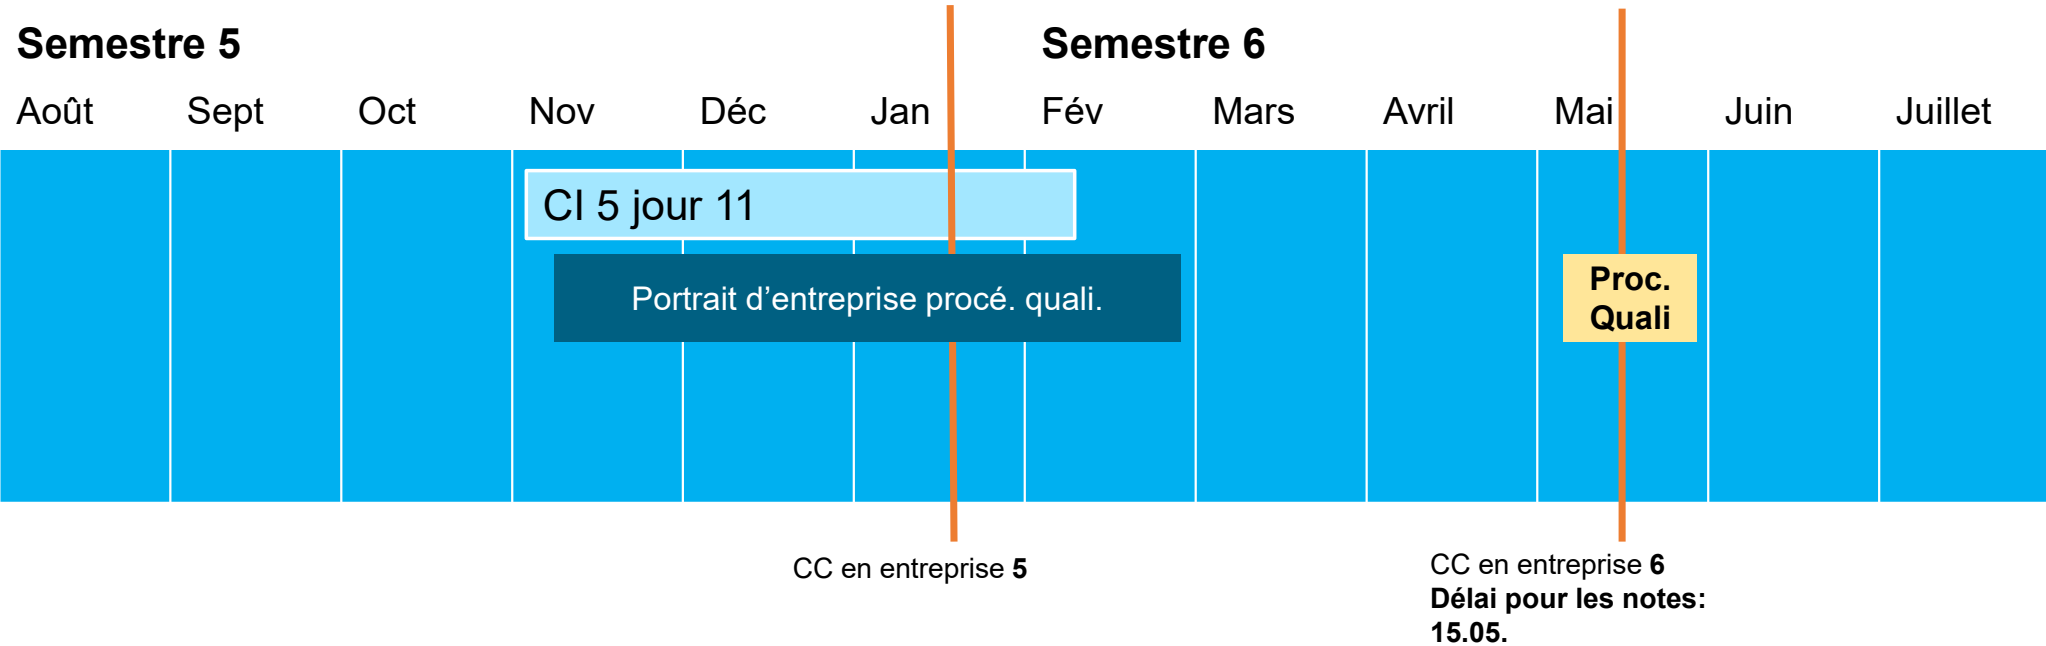 Semestre 5
Semestre 6
Août Sept Oct Nov Déc Jan Fév Mars Avril Mai Juin Juillet
CI 5 jour 11
Portrait d’entreprise procé. quali.
Proc.
Quali
CC en entreprise 5
CC en entreprise 6
Délai pour les notes:
15.05.